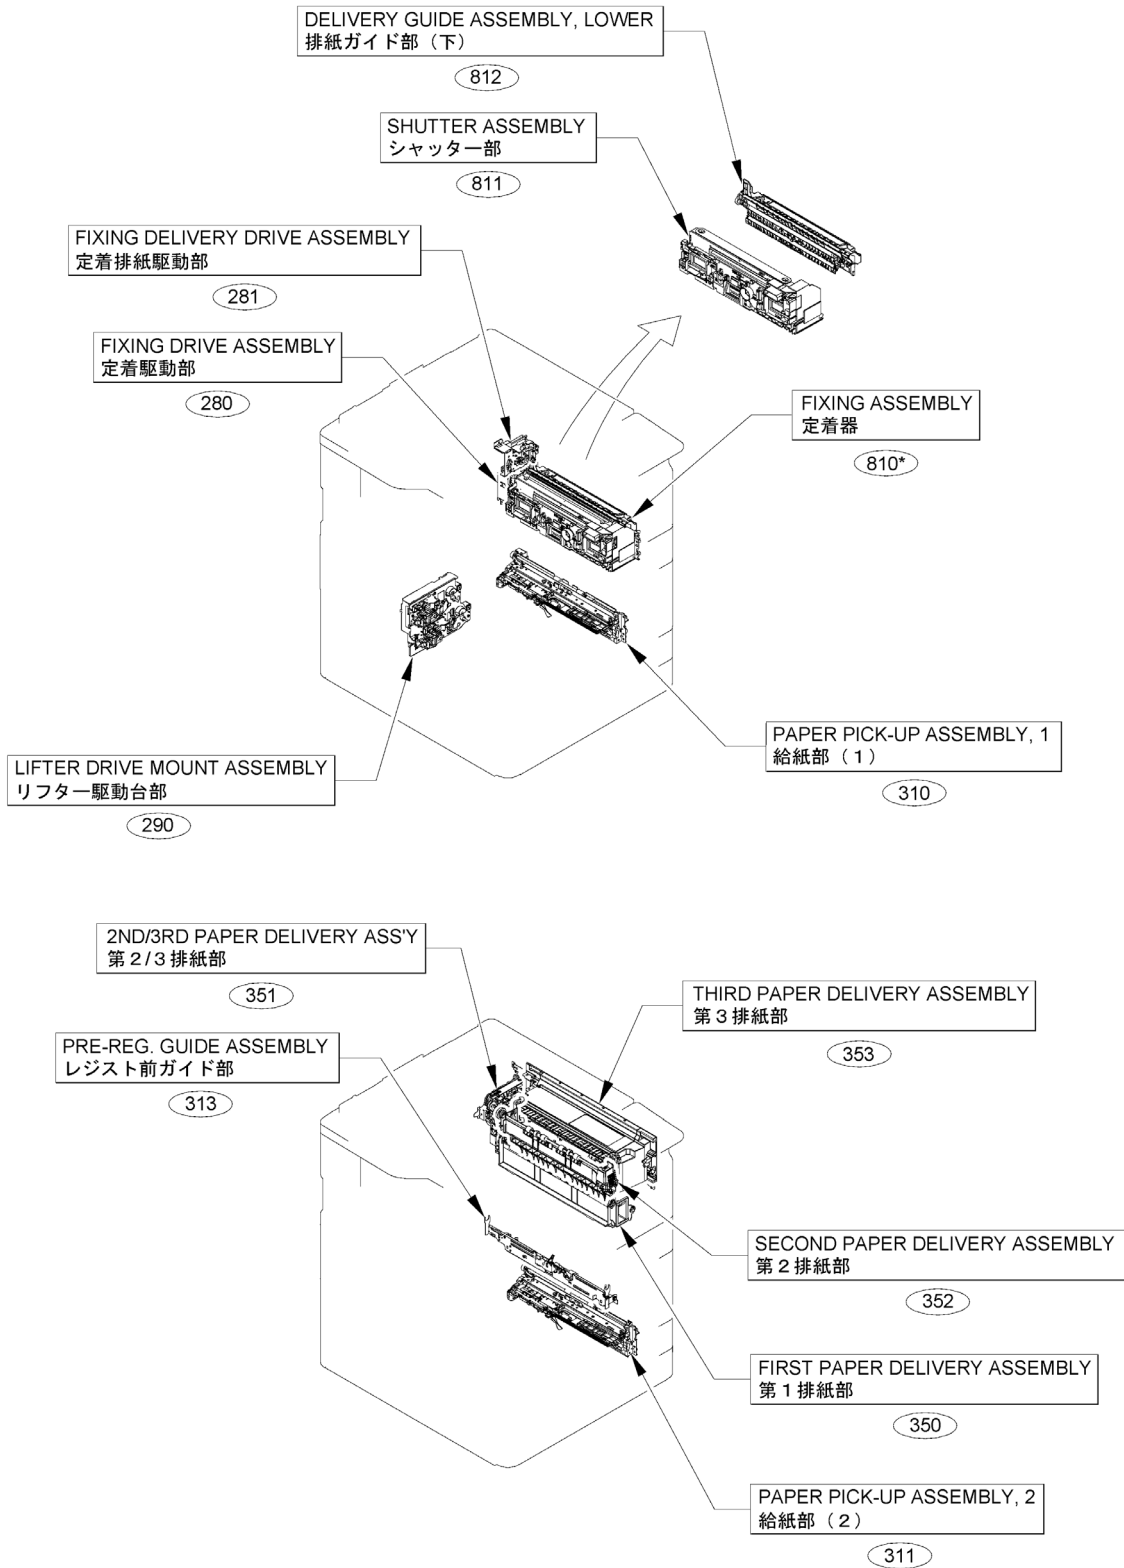 DELIVERY GUIDE ASSEMBLY, LOWER
排紙ガイド部（下）
812
SHUTTER ASSEMBLY
シャッター部
811
FIXING DELIVERY DRIVE ASSEMBLY
定着排紙駆動部
281
FIXING DRIVE ASSEMBLY
定着駆動部
280
FIXING ASSEMBLY
定着器
810*
PAPER PICK-UP ASSEMBLY, 1
給紙部（１）
310
LIFTER DRIVE MOUNT ASSEMBLY
リフター駆動台部
290
2ND/3RD PAPER DELIVERY ASS'Y
第２/３排紙部
351
THIRD PAPER DELIVERY ASSEMBLY
第３排紙部
353
PRE-REG. GUIDE ASSEMBLY
レジスト前ガイド部
313
SECOND PAPER DELIVERY ASSEMBLY
第２排紙部
352
FIRST PAPER DELIVERY ASSEMBLY
第１排紙部
350
PAPER PICK-UP ASSEMBLY, 2
給紙部（２）
311